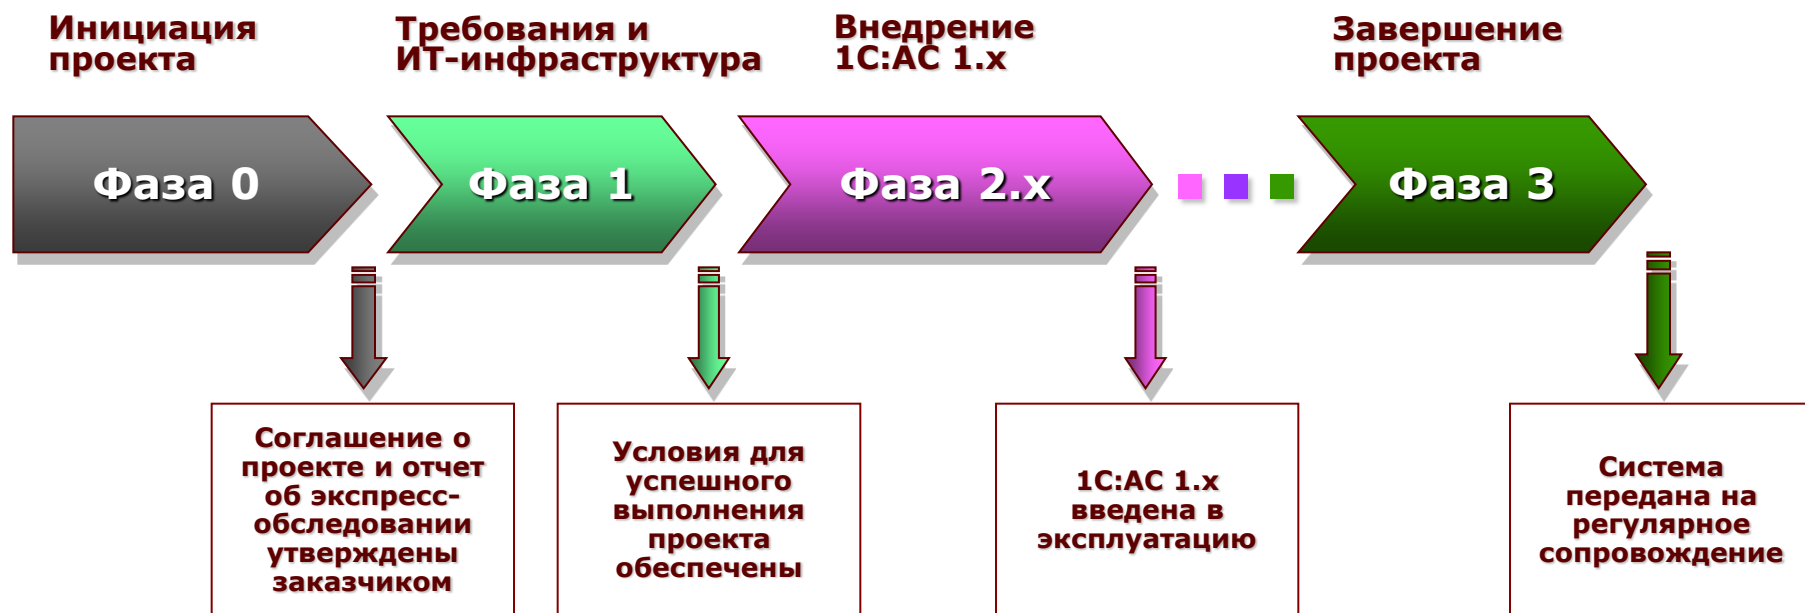 Инициация
проекта
Требования и
ИТ-инфраструктура
Внедрение
1С:АС 1.x
Завершение
проекта
Фаза 0
Фаза 1
Фаза 2.x
Фаза 3
Соглашение о
проекте и отчет
об экспресс-
обследовании
утверждены
заказчиком
Условия для
успешного
выполнения
проекта
обеспечены
1С:АС 1.x
введена в
эксплуатацию
Система
передана на
регулярное
сопровождение